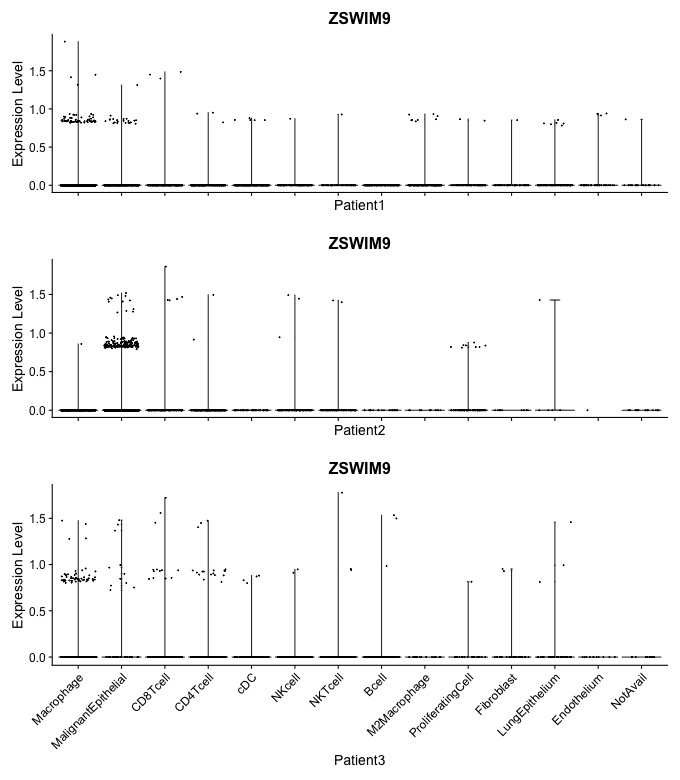 ZSWIM9
Expression Level
1.5
1.0
0.5
0.0
Patient1
ZSWIM9
Expression Level
1.5
1.0
0.5
0.0
Patient2
ZSWIM9
Expression Level
1.5
1.0
0.5
0.0
Macrophage
MalignantEpithelial
CD8Tcell
CD4Tcell
cDC
NKcell
NKTcell
Bcell
M2Macrophage
ProliferatingCell
Fibroblast
LungEpithelium
Endothelium
NotAvail
Patient3